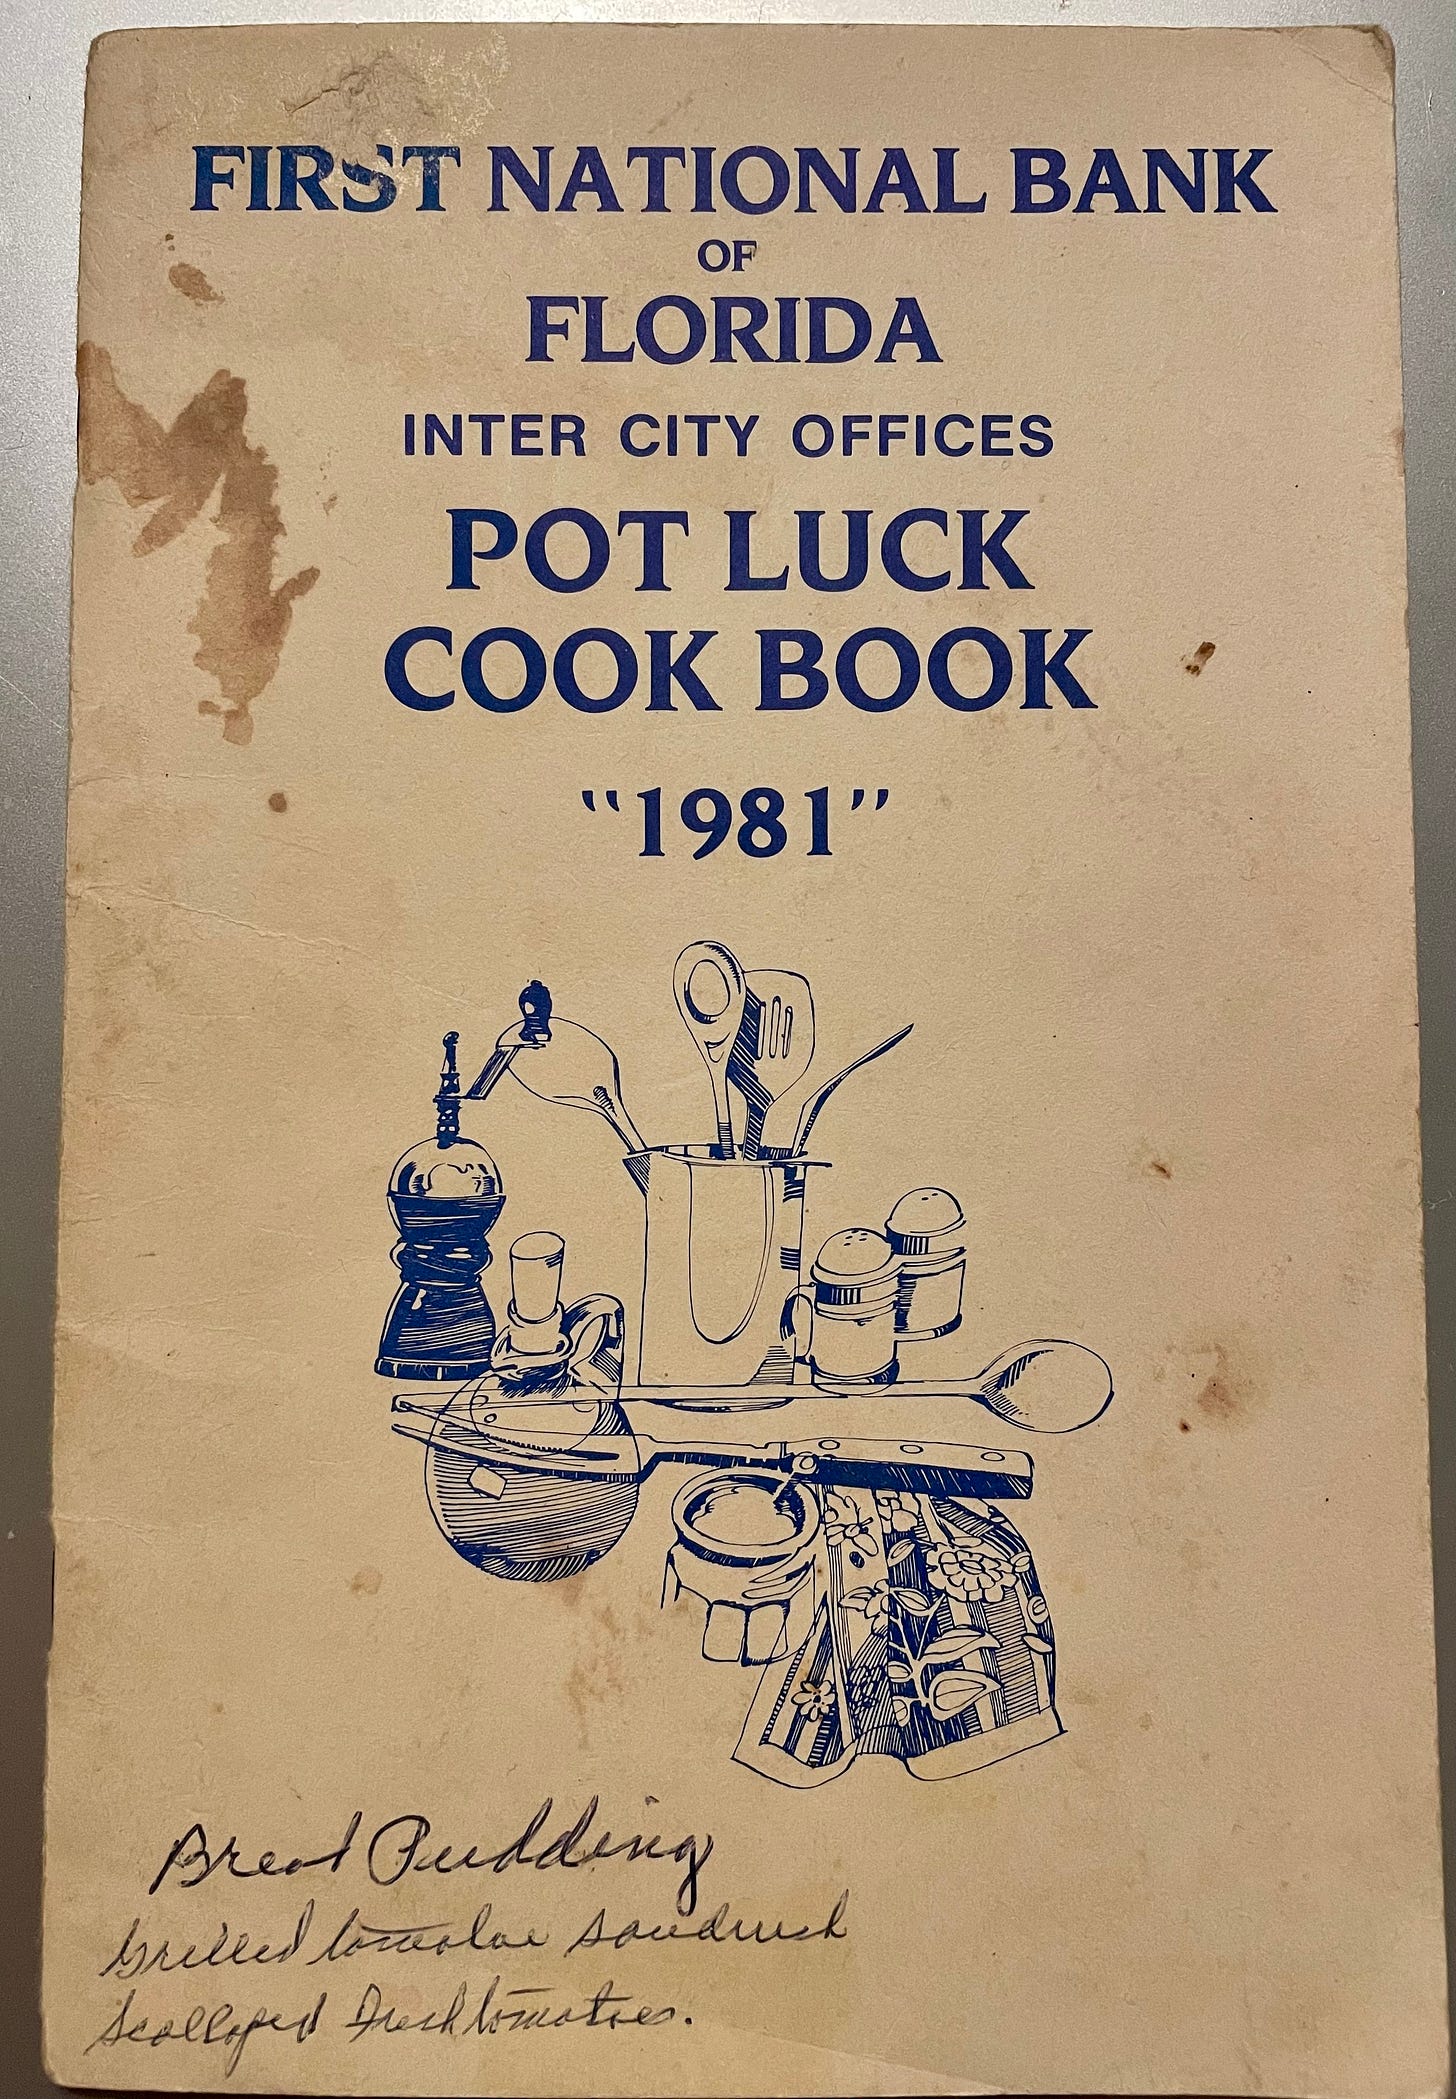 FIRST NATIONAL BANK
OF
FLORIDA
INTER CITY OFFICES
POT LUCK
COOK BOOK
"1981"
Bread Pudding
Grilled tomatoe sandwich
Scalloped Fresh tomatoes.